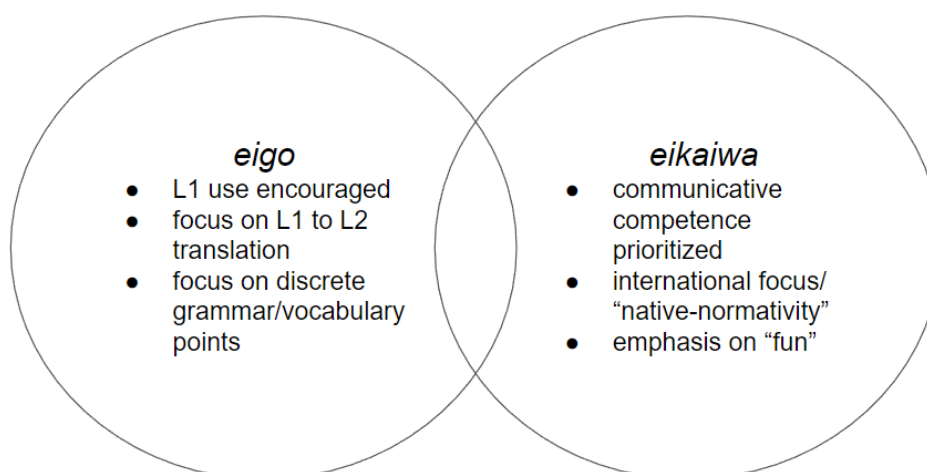 eigo
● L1 use encouraged
● focus on L1 to L2
translation
● focus on discrete
grammar/vocabulary
points
eikaiwa
● communicative
competence
prioritized
● international focus/
“native-normativity”
● emphasis on “fun”